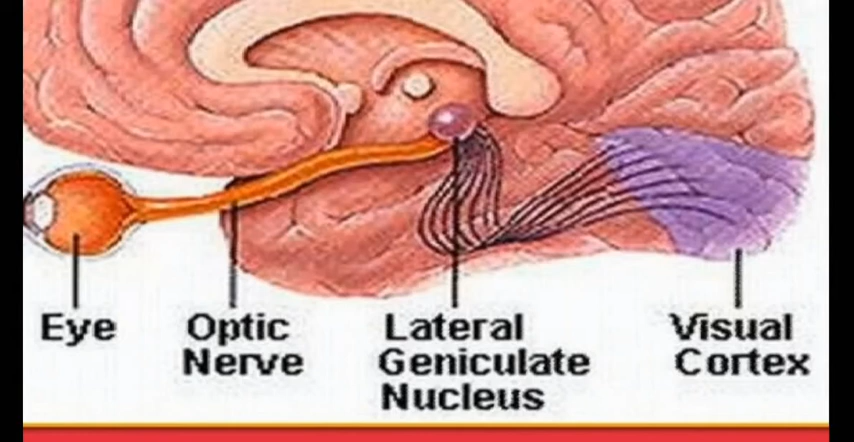 Eye
Optic
Nerve
Lateral
Geniculate
Nucleus
Visual
Cortex